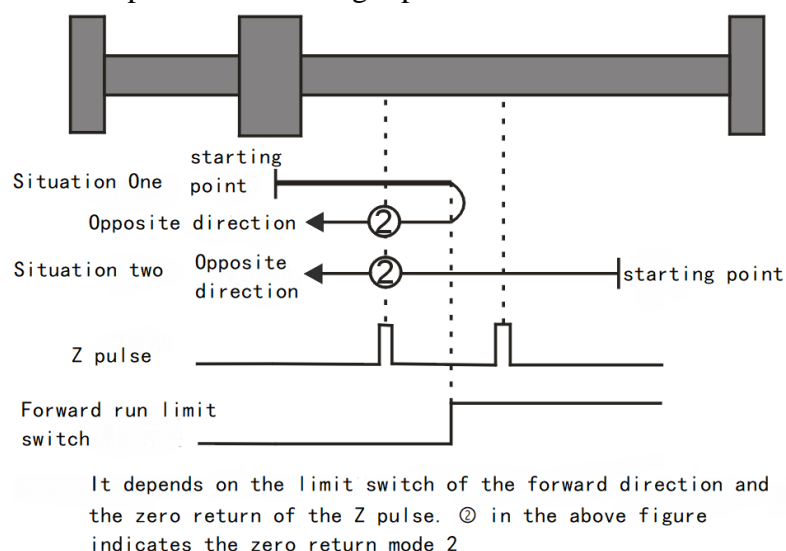 starting
Situation One point
Opposite direction ②
Situation two Opposite ② starting point
direction
Z pulse
Forward run limit
switch
It depends on the limit switch of the forward direction and
the zero return of the Z pulse. ② in the above figure
indicates the zero return mode 2